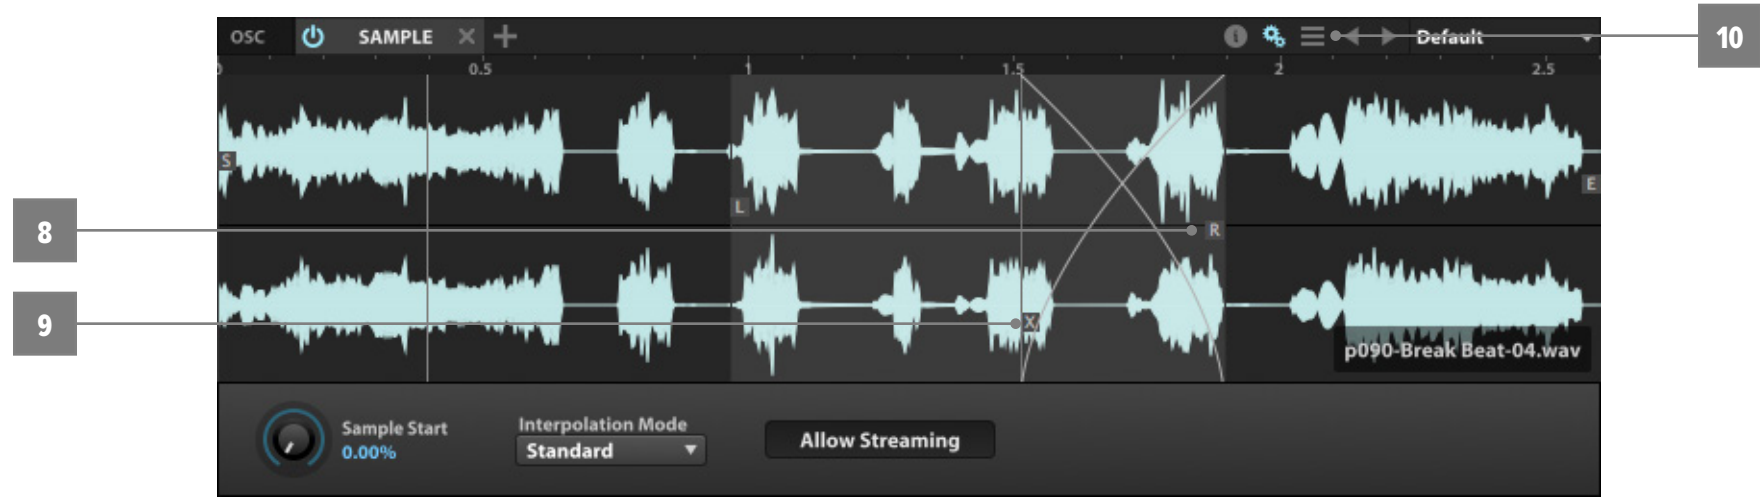 OSC SAMPLE Default 10
0.5 1 1.5 2 2.5
S
E
L
8 R
9 X
p090-Break Beat-04.wav
Sample Start
0.00%
Interpolation Mode
Standard
Allow Streaming